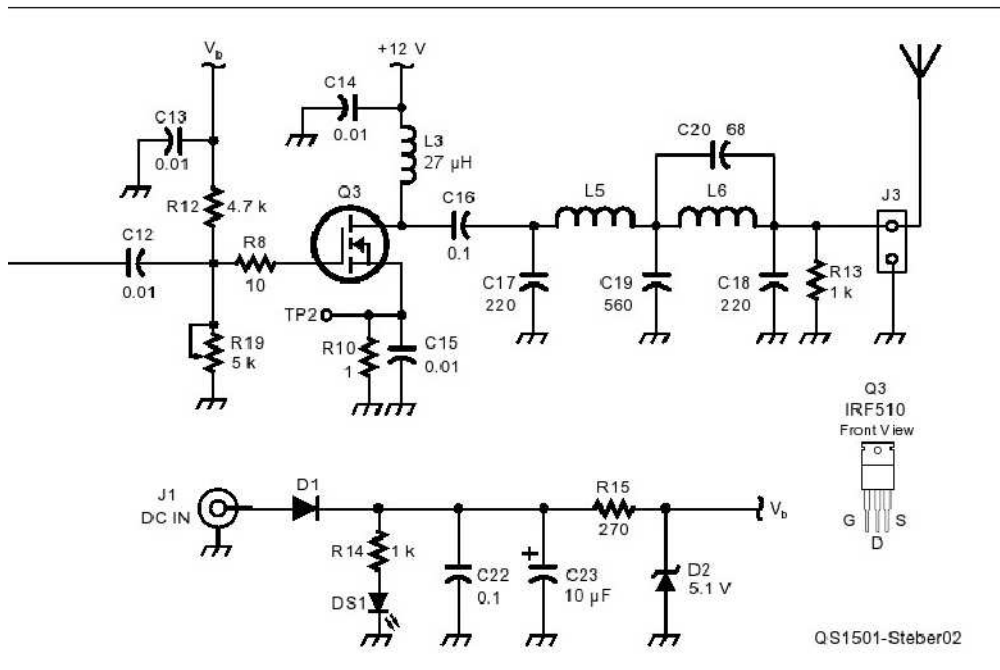 V_b
+12 V
C14
0.01
C13
0.01
L3
27 µH
C20 68
R12 4.7 k
Q3
C16
0.1
L5
L6
J3
C12
0.01
R8
10
C17
220
C19
560
C18
220
R13
1 k
TP2
R19
5 k
R10
1
C15
0.01
Q3
IRF510
Front View
G
D
S
J1
DC IN
D1
R14 1 k
DS1
C22
0.1
+
C23
10 µF
R15
270
V_b
D2
5.1 V
QS1501-Steber02